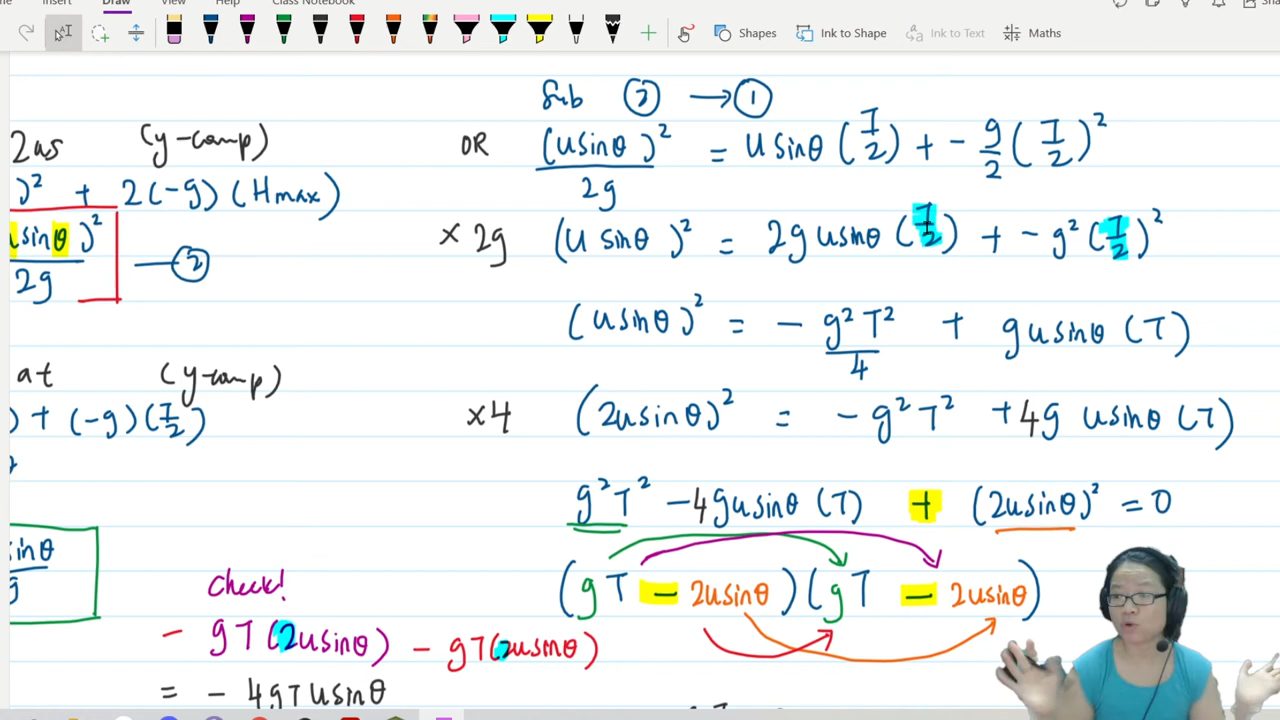 Insert Draw View Class Notebook
Shapes Ink to Shape Ink to Text Maths
Sub ② → ①
2as (y-comp)
OR (usinθ)²/2g = usinθ (T/2) + - g/2 (T/2)²
)² + 2(-g)(Hmax)
sinθ)²/2g — ②
× 2g (u sinθ)² = 2g usinθ (T/2) + - g² (T/2)²
(usinθ)² = - g²T²/4 + gusinθ (T)
at (y-comp)
) + (-g)(T/2)
×4 (2usinθ)² = - g²T² +4g usinθ (T)
g²T² -4gusinθ (T) + (2usinθ)² = 0
sinθ/g
(gT - 2usinθ)(gT - 2usinθ)
Check!
- gT(2usinθ) - gT(2usinθ)
= - 4gTusinθ